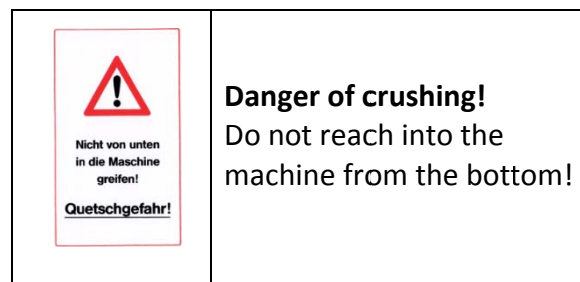 Nicht von unten
in die Maschine
greifen!
Quetschgefahr!
Danger of crushing!
Do not reach into the
machine from the bottom!